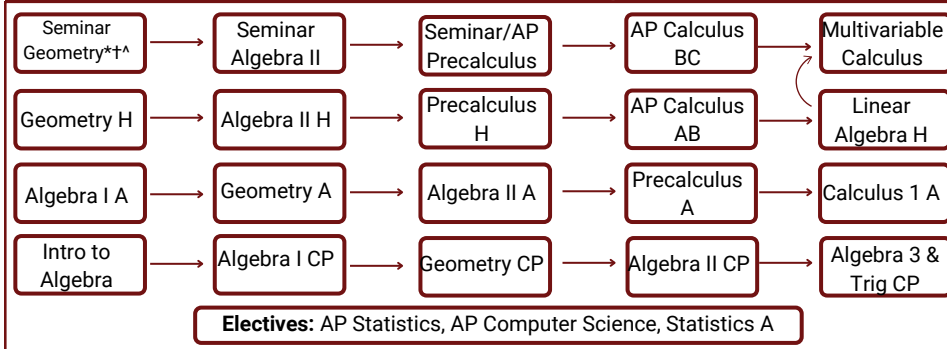 Seminar
Geometry*†^
Seminar
Algebra II
Seminar/AP
Precalculus
AP Calculus
BC
Multivariable
Calculus
Geometry H
Algebra II H
Precalculus
H
AP Calculus
AB
Linear
Algebra H
Algebra I A
Geometry A
Algebra II A
Precalculus
A
Calculus 1 A
Intro to
Algebra
Algebra I CP
Geometry CP
Algebra II CP
Algebra 3 &
Trig CP
Electives: AP Statistics, AP Computer Science, Statistics A